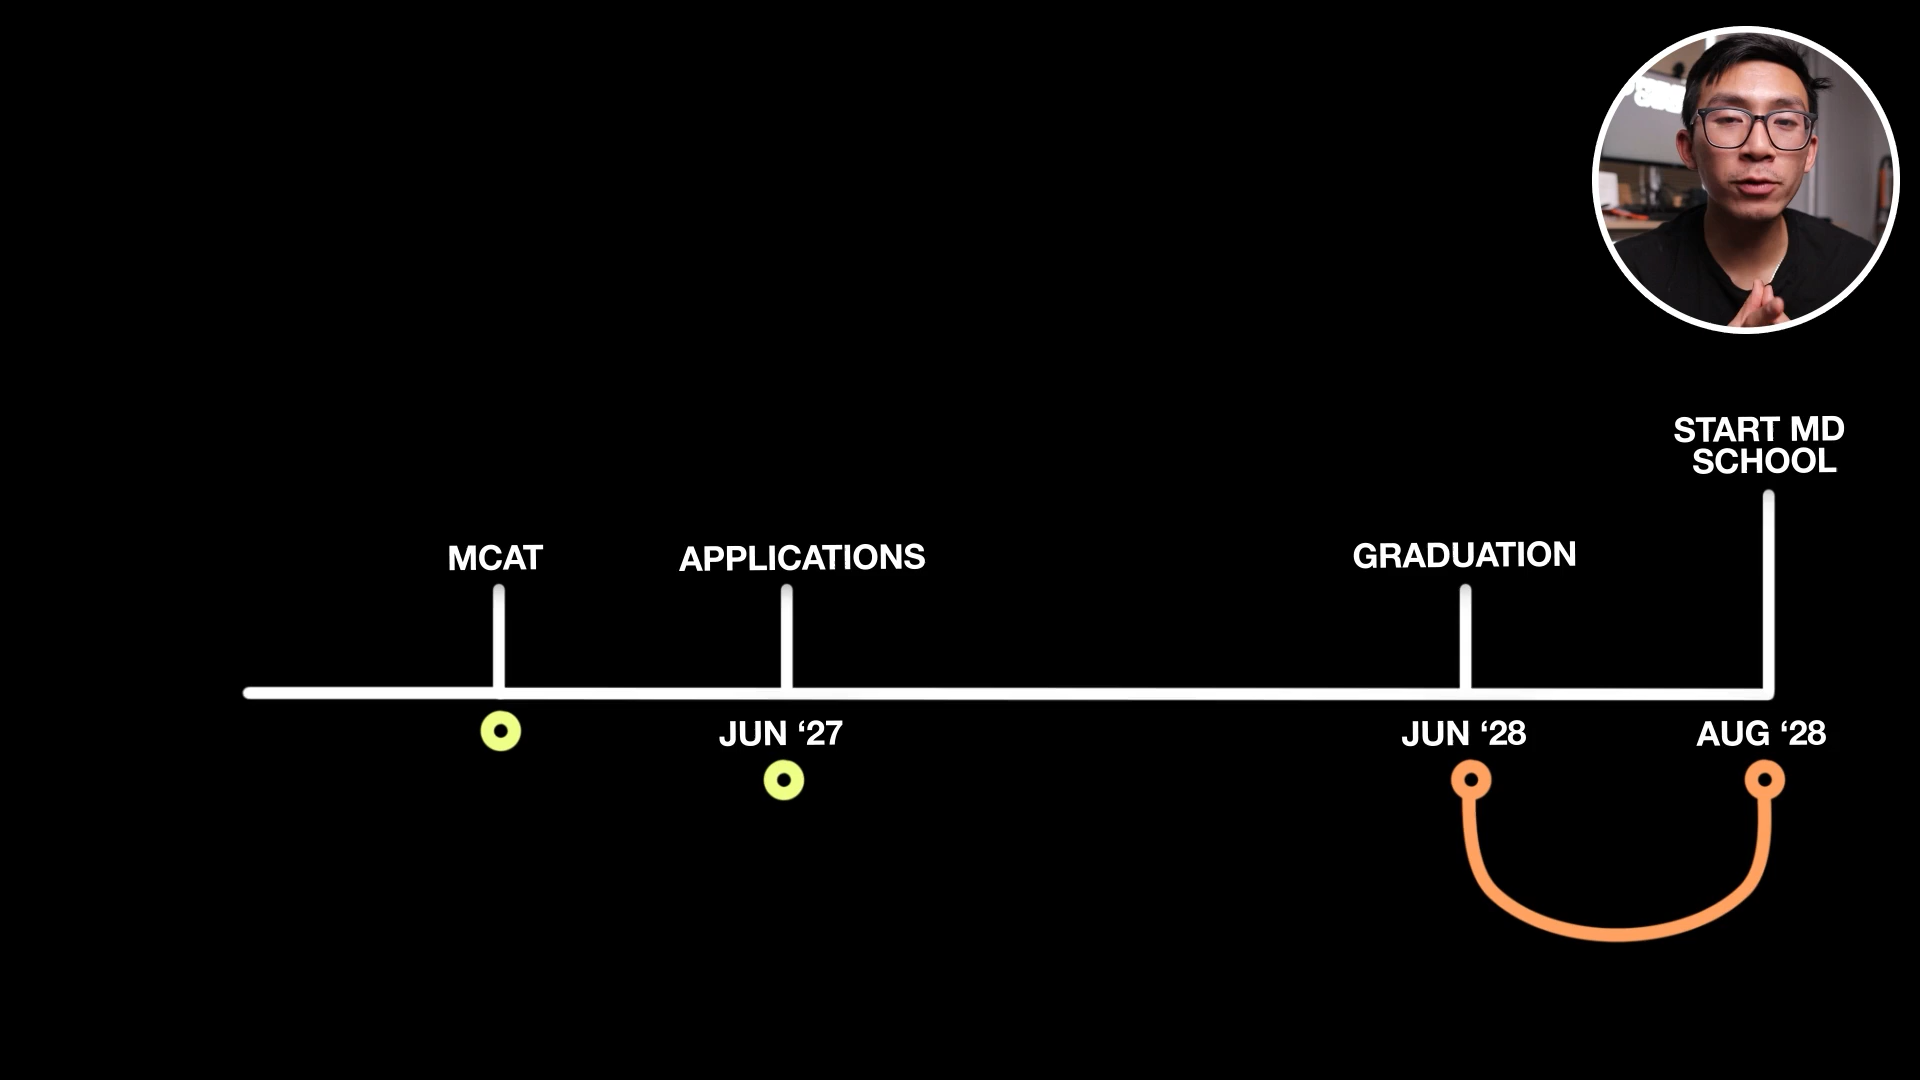 START MD
SCHOOL
MCAT
APPLICATIONS
GRADUATION
JUN ‘27
JUN ‘28
AUG ‘28